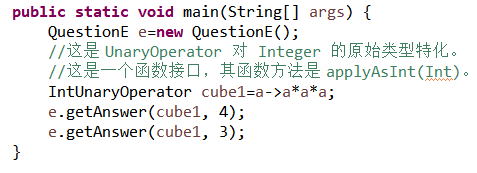 public static void main(String[] args) {
QuestionE e=new QuestionE();
//这是 UnaryOperator 对 Integer 的原始类型特化。
//这是一个函数接口，其函数方法是 applyAsInt(Int)。
IntUnaryOperator cube1=a->a*a*a;
e.getAnswer(cube1, 4);
e.getAnswer(cube1, 3);
}